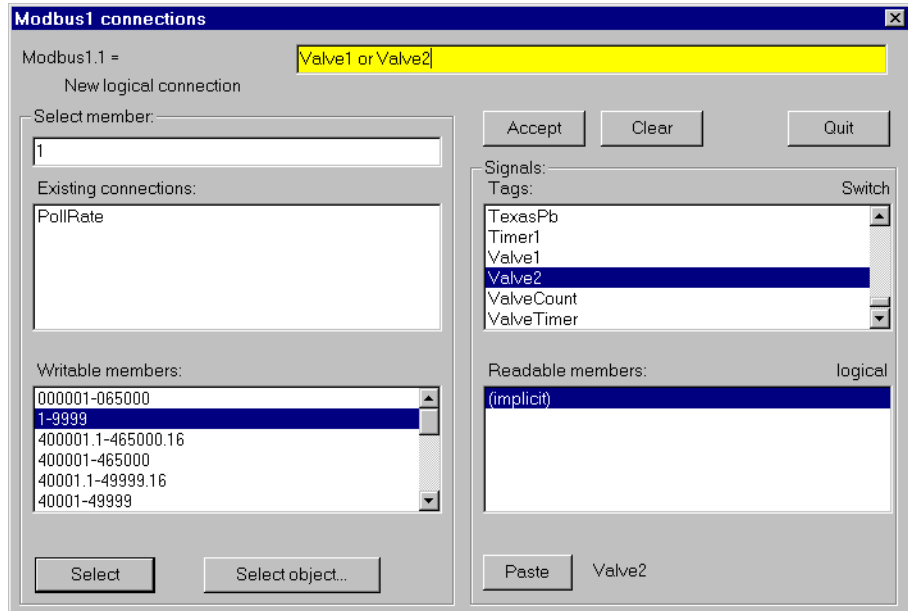 Modbus1 connections
Modbus1.1 =
Valve1 or Valve2
New logical connection
Select member:
1
Existing connections:
PollRate
Writable members:
000001-065000
1-9999
400001.1-465000.16
400001-465000
40001.1-49999.16
40001-49999
Select
Select object...
Accept
Clear
Quit
Signals:
Tags:
Switch
TexasPb
Timer1
Valve1
Valve2
ValveCount
ValveTimer
Readable members:
logical
(implicit)
Paste
Valve2